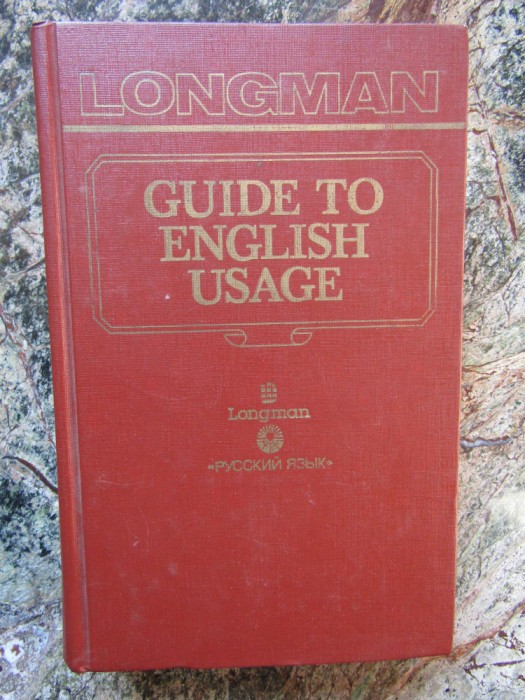 LONGMAN
GUIDE TO
ENGLISH
USAGE
Longman
«РУССКИЙ ЯЗЫК»